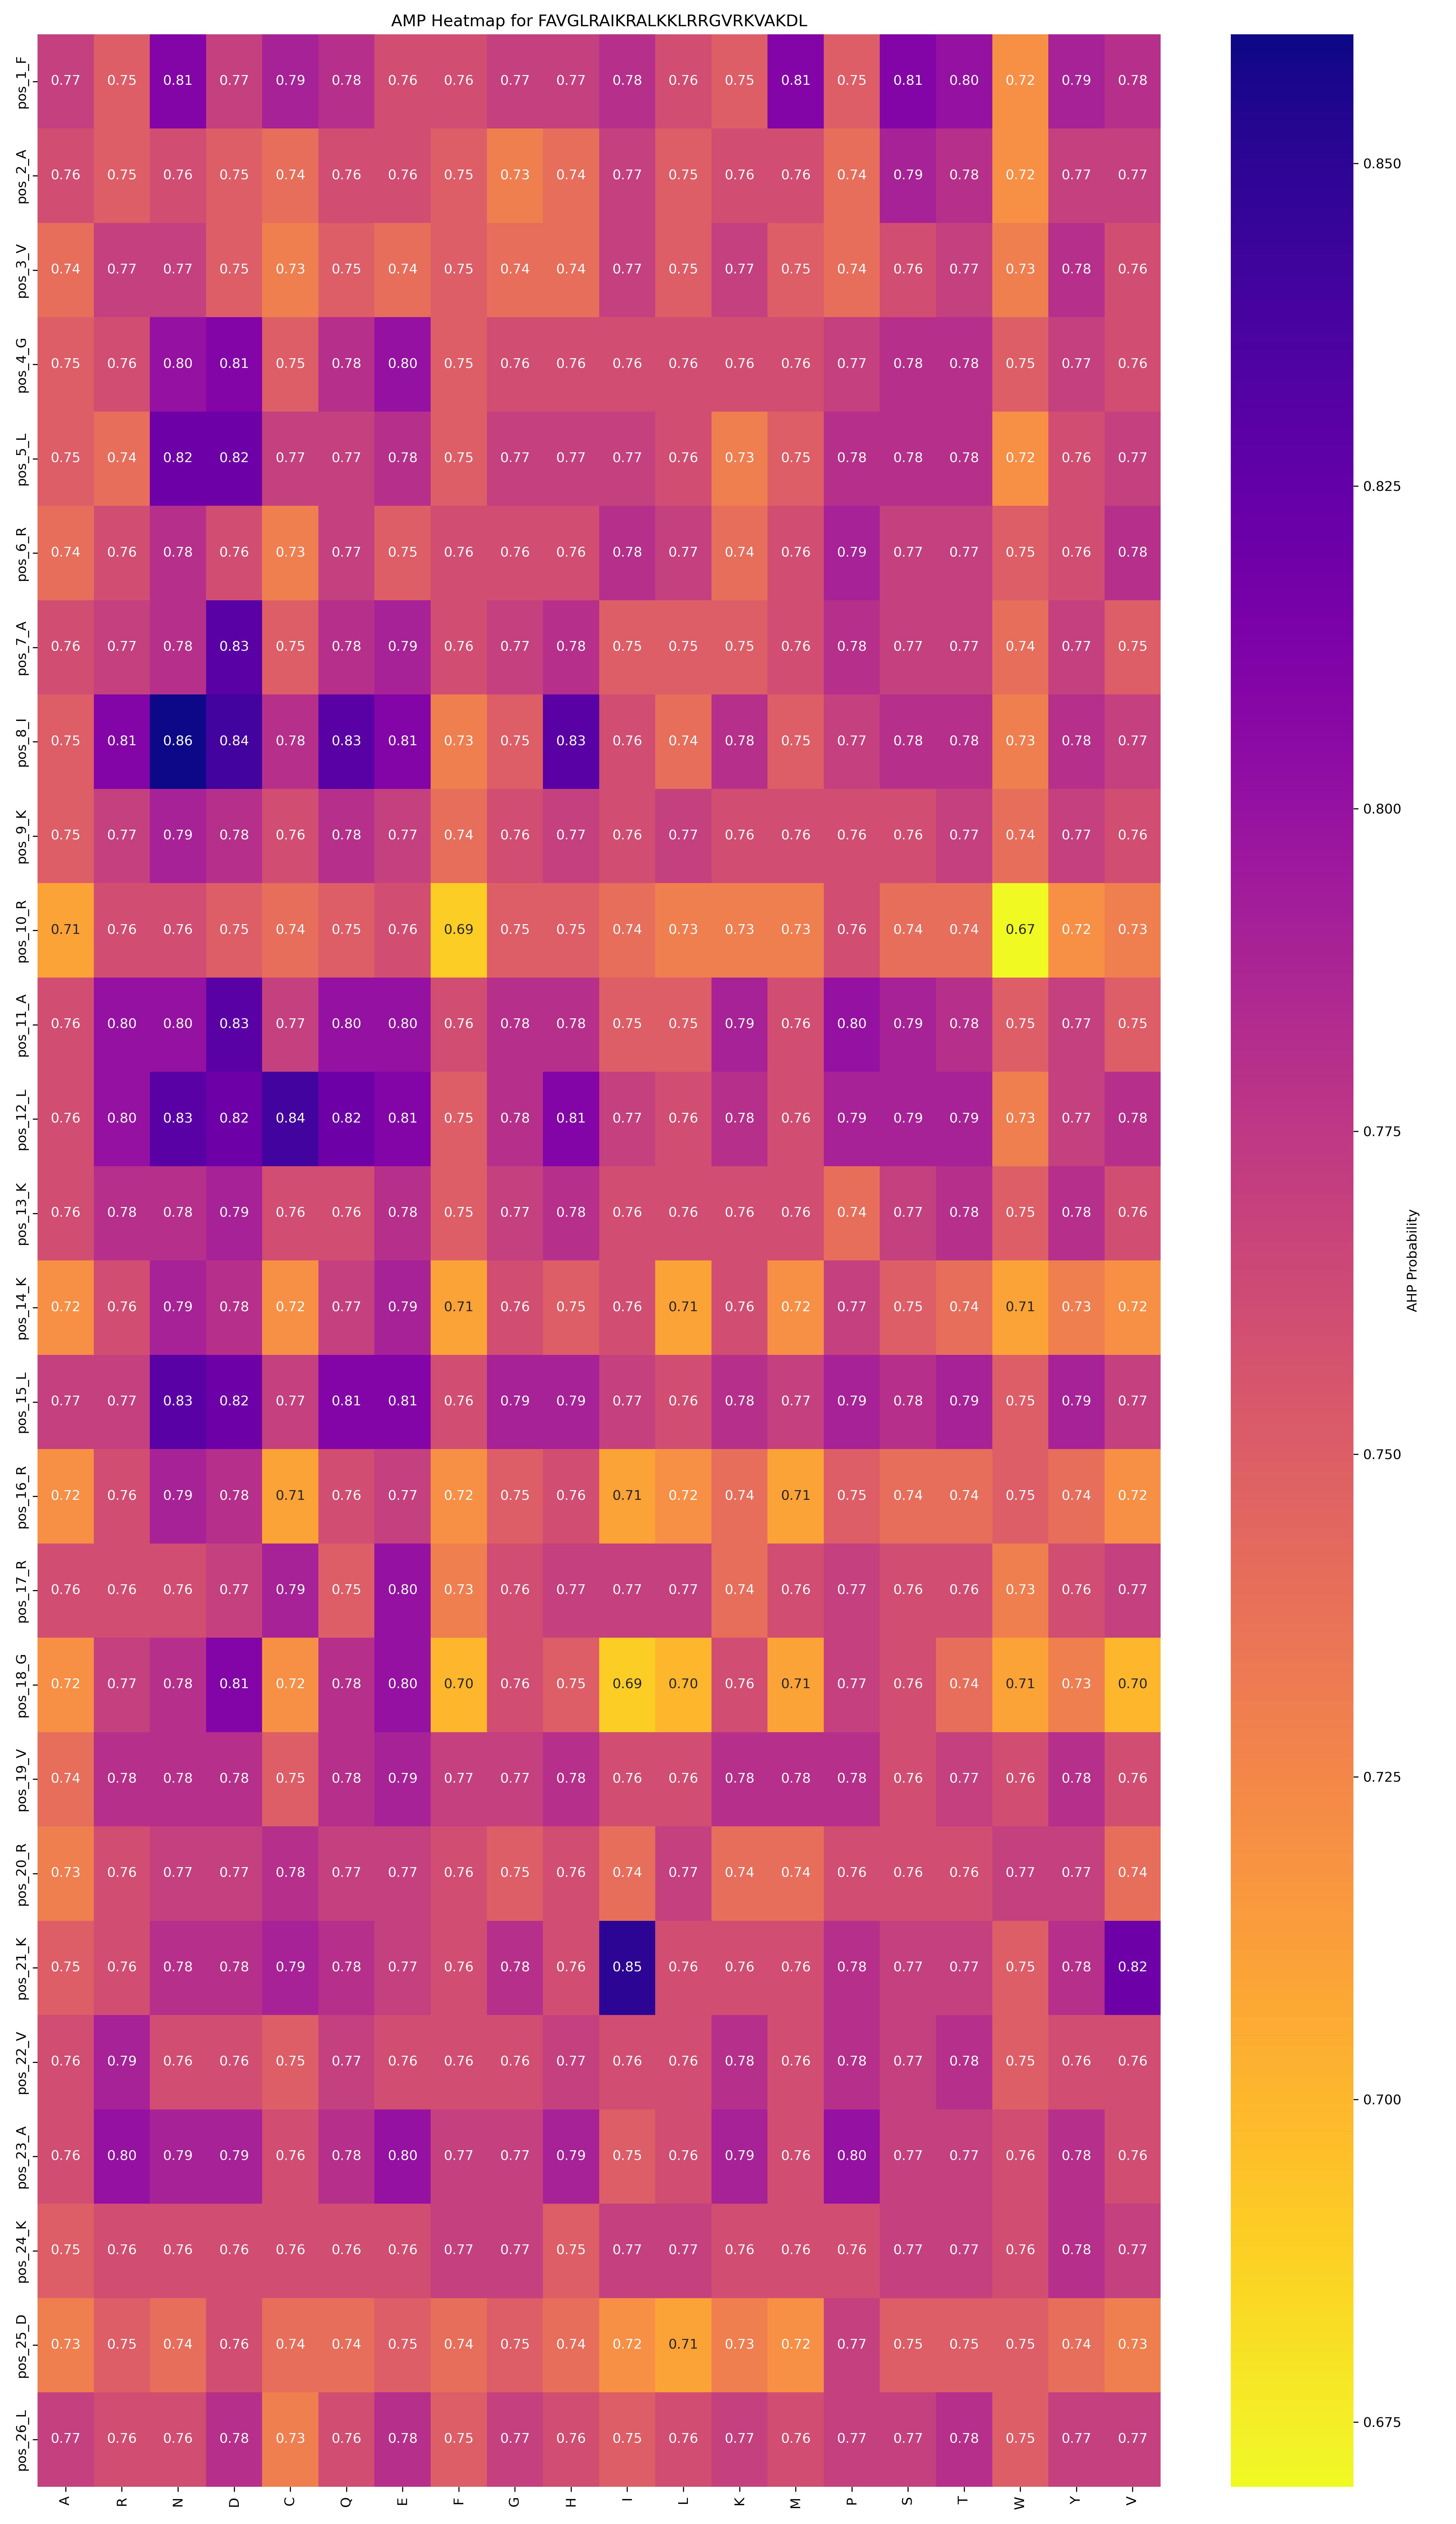 AMP Heatmap for FAVGLRAIKRALKKLRRGVRKVAKDL
pos_1_F 0.77 0.75 0.81 0.77 0.79 0.78 0.76 0.76 0.77 0.77 0.78 0.76 0.75 0.81 0.75 0.81 0.80 0.72 0.79 0.78
pos_2_A 0.76 0.75 0.76 0.75 0.74 0.76 0.76 0.75 0.73 0.74 0.77 0.75 0.76 0.76 0.74 0.79 0.78 0.72 0.77 0.77
pos_3_V 0.74 0.77 0.77 0.75 0.73 0.75 0.74 0.75 0.74 0.74 0.77 0.75 0.77 0.75 0.74 0.76 0.77 0.73 0.78 0.76
pos_4_G 0.75 0.76 0.80 0.81 0.75 0.78 0.80 0.75 0.76 0.76 0.76 0.76 0.76 0.76 0.77 0.78 0.78 0.75 0.77 0.76
pos_5_L 0.75 0.74 0.82 0.82 0.77 0.77 0.78 0.75 0.77 0.77 0.77 0.76 0.73 0.75 0.78 0.78 0.78 0.72 0.76 0.77
pos_6_R 0.74 0.76 0.78 0.76 0.73 0.77 0.75 0.76 0.76 0.76 0.78 0.77 0.74 0.76 0.79 0.77 0.77 0.75 0.76 0.78
pos_7_A 0.76 0.77 0.78 0.83 0.75 0.78 0.79 0.76 0.77 0.78 0.75 0.75 0.75 0.76 0.78 0.77 0.77 0.74 0.77 0.75
pos_8_I 0.75 0.81 0.86 0.84 0.78 0.83 0.81 0.73 0.75 0.83 0.76 0.74 0.78 0.75 0.77 0.78 0.78 0.73 0.78 0.77
pos_9_K 0.75 0.77 0.79 0.78 0.76 0.78 0.77 0.74 0.76 0.77 0.76 0.77 0.76 0.76 0.76 0.76 0.77 0.74 0.77 0.76
pos_10_R 0.71 0.76 0.76 0.75 0.74 0.75 0.76 0.69 0.75 0.75 0.74 0.73 0.73 0.73 0.76 0.74 0.74 0.67 0.72 0.73
pos_11_A 0.76 0.80 0.80 0.83 0.77 0.80 0.80 0.76 0.78 0.78 0.75 0.75 0.79 0.76 0.80 0.79 0.78 0.75 0.77 0.75
pos_12_L 0.76 0.80 0.83 0.82 0.84 0.82 0.81 0.75 0.78 0.81 0.77 0.76 0.78 0.76 0.79 0.79 0.79 0.73 0.77 0.78
pos_13_K 0.76 0.78 0.78 0.79 0.76 0.76 0.78 0.75 0.77 0.78 0.76 0.76 0.76 0.76 0.74 0.77 0.78 0.75 0.78 0.76
pos_14_K 0.72 0.76 0.79 0.78 0.72 0.77 0.79 0.71 0.76 0.75 0.76 0.71 0.76 0.72 0.77 0.75 0.74 0.71 0.73 0.72
pos_15_L 0.77 0.77 0.83 0.82 0.77 0.81 0.81 0.76 0.79 0.79 0.77 0.76 0.78 0.77 0.79 0.78 0.79 0.75 0.79 0.77
pos_16_R 0.72 0.76 0.79 0.78 0.71 0.76 0.77 0.72 0.75 0.76 0.71 0.72 0.74 0.71 0.75 0.74 0.74 0.75 0.74 0.72
pos_17_R 0.76 0.76 0.76 0.77 0.79 0.75 0.80 0.73 0.76 0.77 0.77 0.77 0.74 0.76 0.77 0.76 0.76 0.73 0.76 0.77
pos_18_G 0.72 0.77 0.78 0.81 0.72 0.78 0.80 0.70 0.76 0.75 0.69 0.70 0.76 0.71 0.77 0.76 0.74 0.71 0.73 0.70
pos_19_V 0.74 0.78 0.78 0.78 0.75 0.78 0.79 0.77 0.77 0.78 0.76 0.76 0.78 0.78 0.78 0.76 0.77 0.76 0.78 0.76
pos_20_R 0.73 0.76 0.77 0.77 0.78 0.77 0.77 0.76 0.75 0.76 0.74 0.77 0.74 0.74 0.76 0.76 0.76 0.77 0.77 0.74
pos_21_K 0.75 0.76 0.78 0.78 0.79 0.78 0.77 0.76 0.78 0.76 0.85 0.76 0.76 0.76 0.78 0.77 0.77 0.75 0.78 0.82
pos_22_V 0.76 0.79 0.76 0.76 0.75 0.77 0.76 0.76 0.76 0.77 0.76 0.76 0.78 0.76 0.78 0.77 0.78 0.75 0.76 0.76
pos_23_A 0.76 0.80 0.79 0.79 0.76 0.78 0.80 0.77 0.77 0.79 0.75 0.76 0.79 0.76 0.80 0.77 0.77 0.76 0.78 0.76
pos_24_K 0.75 0.76 0.76 0.76 0.76 0.76 0.76 0.77 0.77 0.75 0.77 0.77 0.76 0.76 0.76 0.77 0.77 0.76 0.78 0.77
pos_25_D 0.73 0.75 0.74 0.76 0.74 0.74 0.75 0.74 0.75 0.74 0.72 0.71 0.73 0.72 0.77 0.75 0.75 0.75 0.74 0.73
pos_26_L 0.77 0.76 0.76 0.78 0.73 0.76 0.78 0.75 0.77 0.76 0.75 0.76 0.77 0.76 0.77 0.77 0.78 0.75 0.77 0.77
A R N D C Q E F G H I L K M P S T W Y V
0.850
0.825
0.800
0.775
0.750
0.725
0.700
0.675
AHP Probability